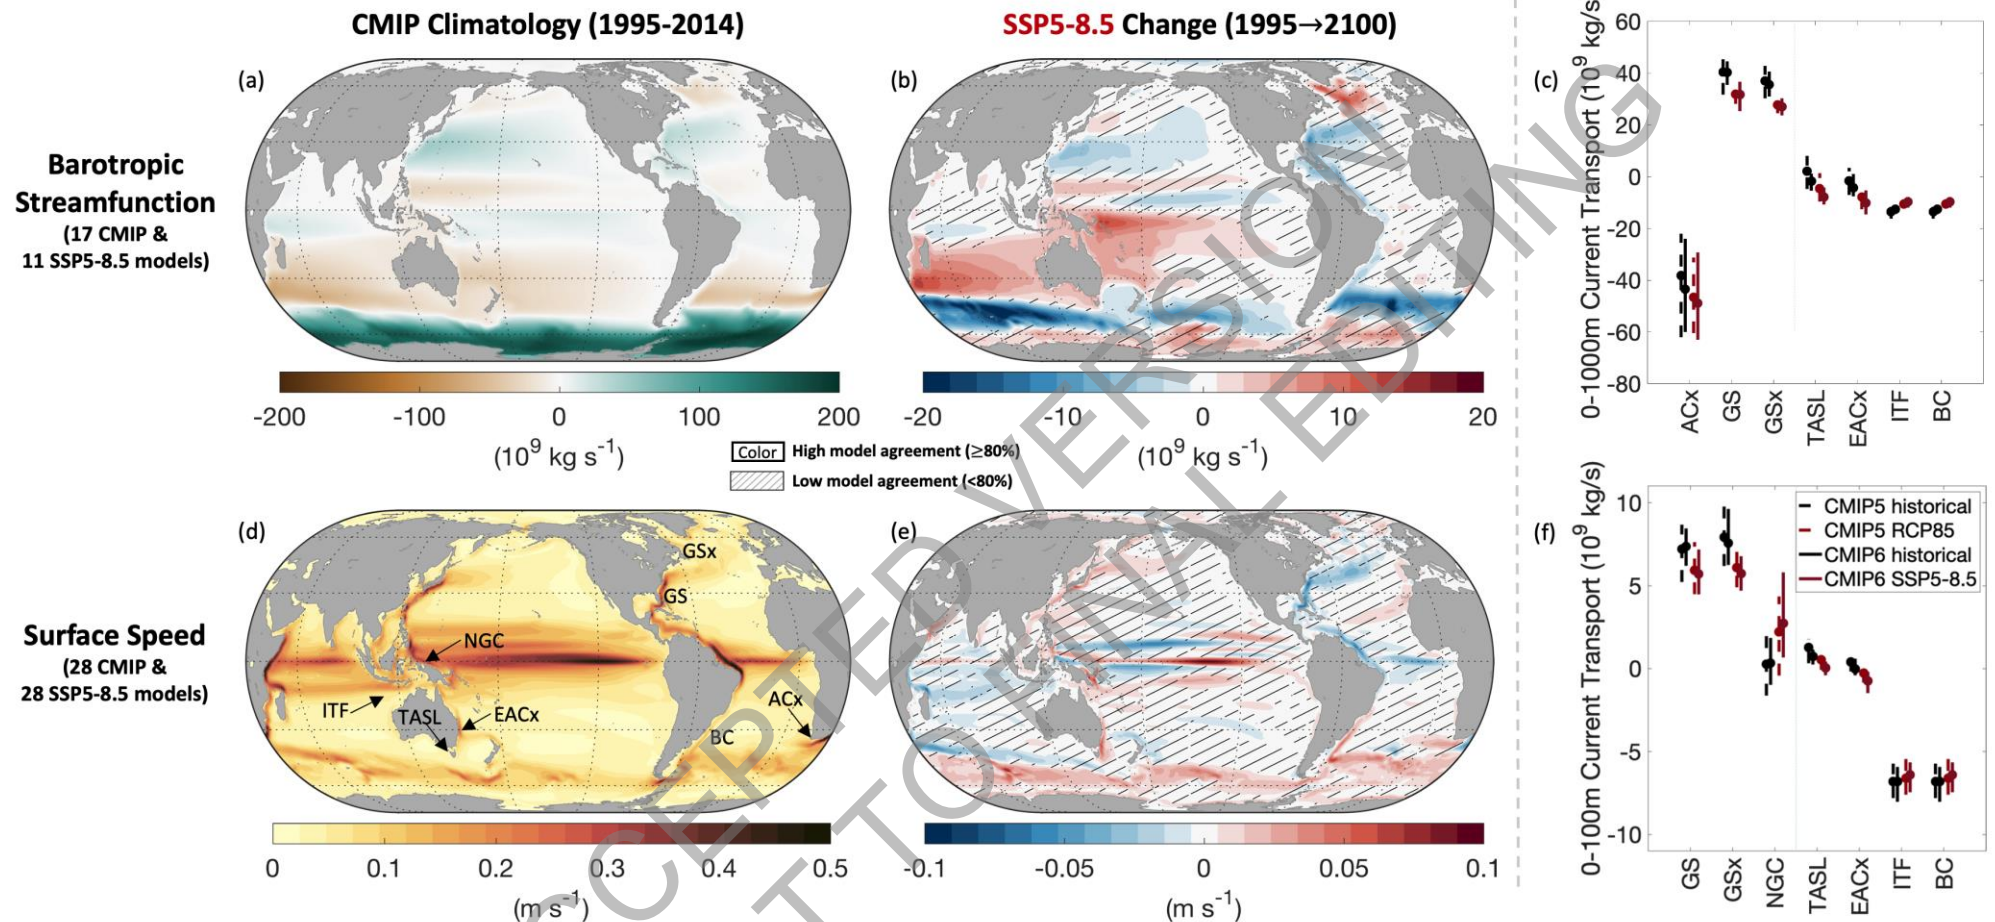 CMIP Climatology (1995-2014)
SSP5-8.5 Change (1995→2100)
Barotropic
Streamfunction
(17 CMIP &
11 SSP5-8.5 models)
(a)
-200 -100 0 100 200
(10⁹ kg s⁻¹)
(b)
-20 -10 0 10 20
(10⁹ kg s⁻¹)
(c)
0-1000m Current Transport (10⁹ kg/s)
60
40
20
0
-20
-40
-60
-80
ACx GS GSx TASL EACx ITF BC
Color High model agreement (≥80%)
Low model agreement (<80%)
Surface Speed
(28 CMIP &
28 SSP5-8.5 models)
(d)
GSx
GS
NGC
ITF
TASL
EACx
ACx
BC
0 0.1 0.2 0.3 0.4 0.5
(m s⁻¹)
(e)
-0.1 -0.05 0 0.05 0.1
(m s⁻¹)
(f)
0-100m Current Transport (10⁹ kg/s)
10
5
0
-5
-10
CMIP5 historical
CMIP5 RCP85
CMIP6 historical
CMIP6 SSP5-8.5
GS GSx NGC TASL EACx ITF BC
CCEPTED VERSION
T TO FINAL EDITING